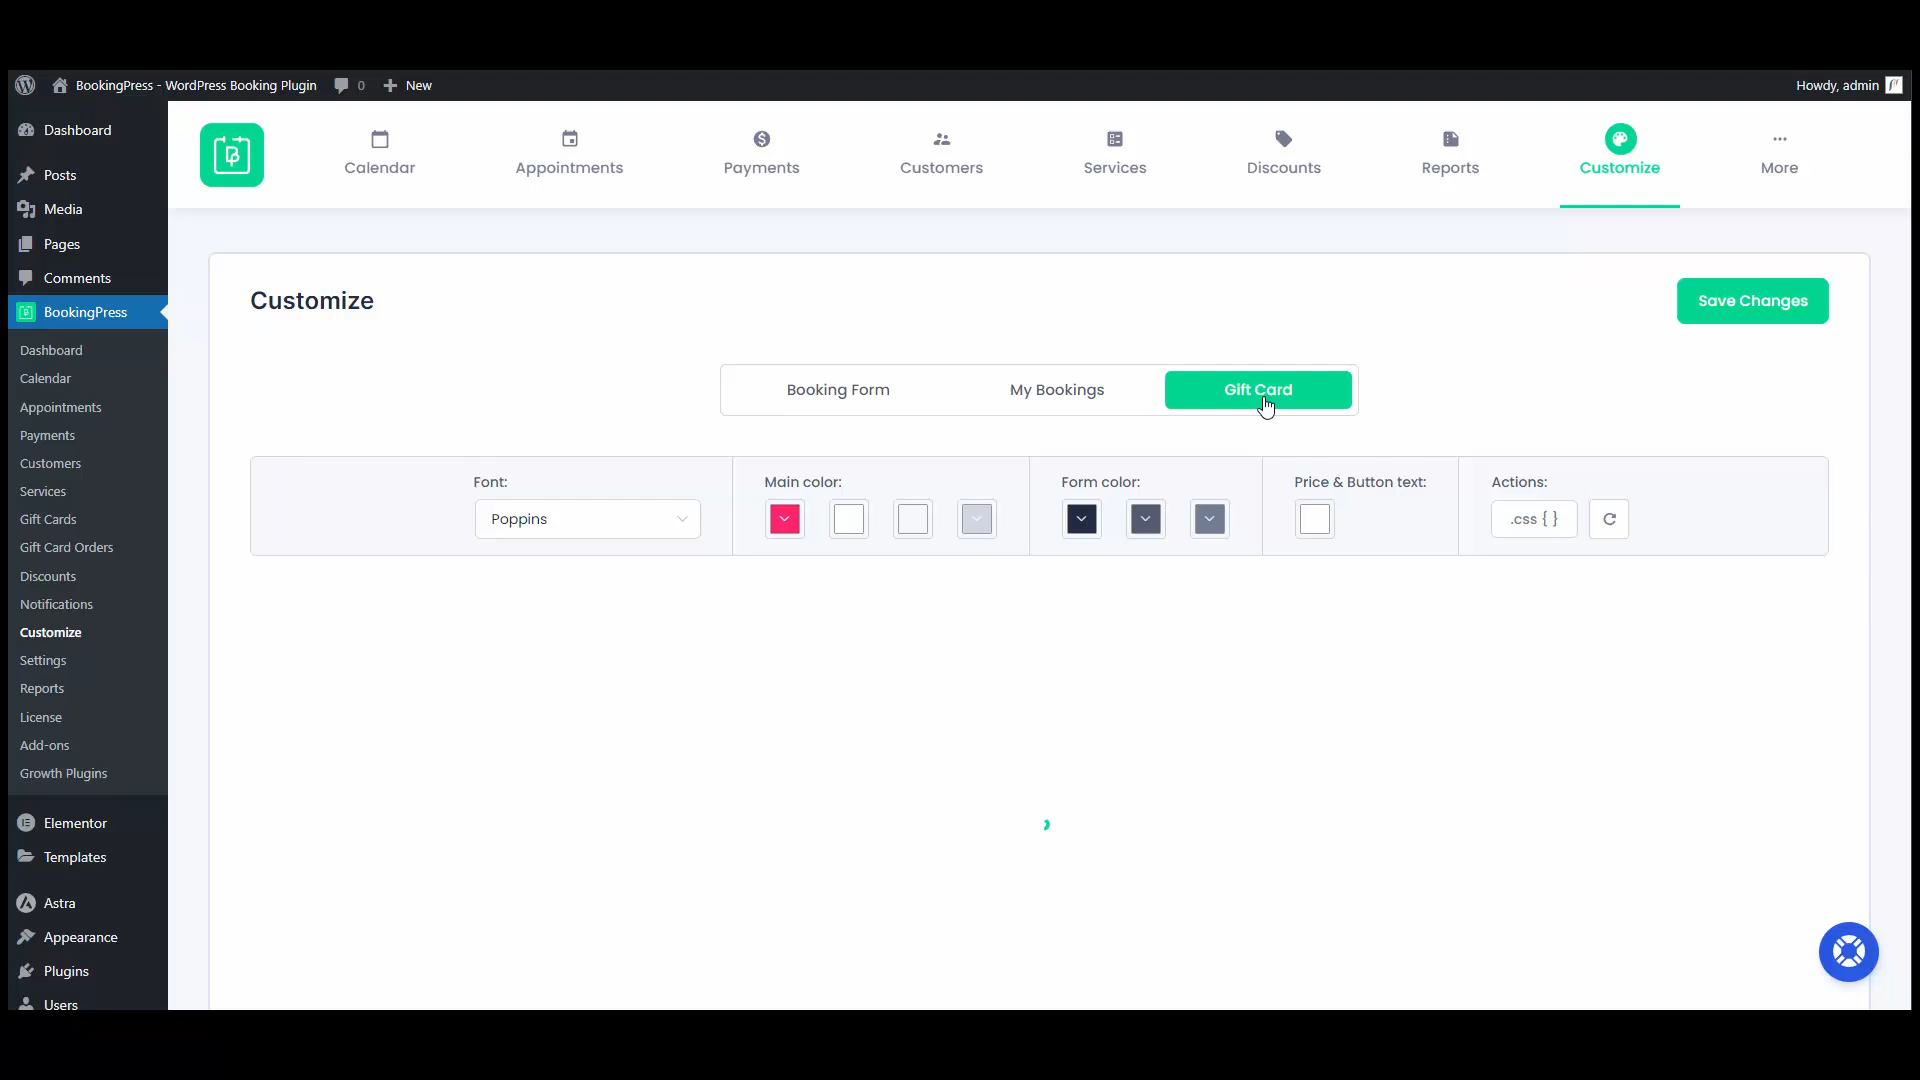 BookingPress - WordPress Booking Plugin 0 New Howdy, admin
Dashboard
Posts
Media
Pages
Comments
BookingPress
Dashboard
Calendar
Appointments
Payments
Customers
Services
Gift Cards
Gift Card Orders
Discounts
Notifications
Customize
Settings
Reports
License
Add-ons
Growth Plugins
Elementor
Templates
Astra
Appearance
Plugins
Users
Calendar Appointments Payments Customers Services Discounts Reports Customize More
Customize Save Changes
Booking Form My Bookings Gift Card
Font: Main color: Form color: Price & Button text: Actions:
Poppins .css { }